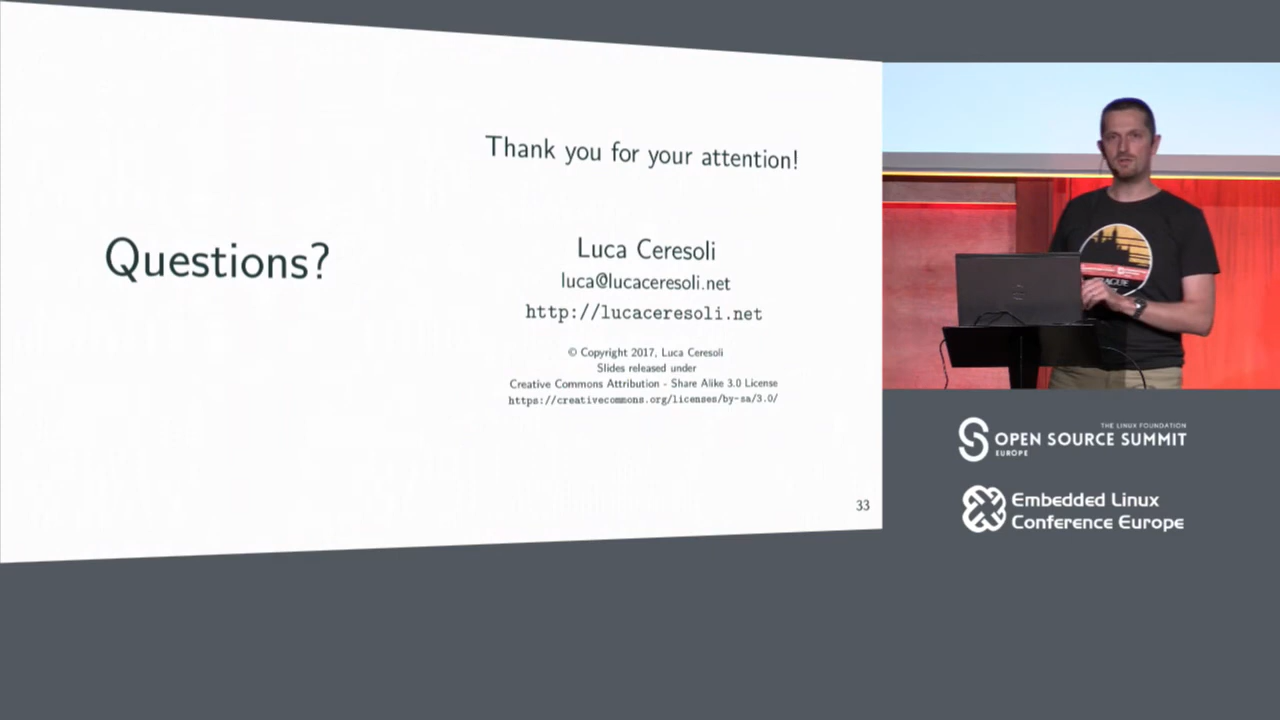 Questions?
Thank you for your attention!
Luca Ceresoli
luca@lucaceresoli.net
http://lucaceresoli.net
© Copyright 2017, Luca Ceresoli
Slides released under
Creative Commons Attribution - Share Alike 3.0 License
https://creativecommons.org/licenses/by-sa/3.0/
33
THE LINUX FOUNDATION
OPEN SOURCE SUMMIT
EUROPE
Embedded Linux
Conference Europe